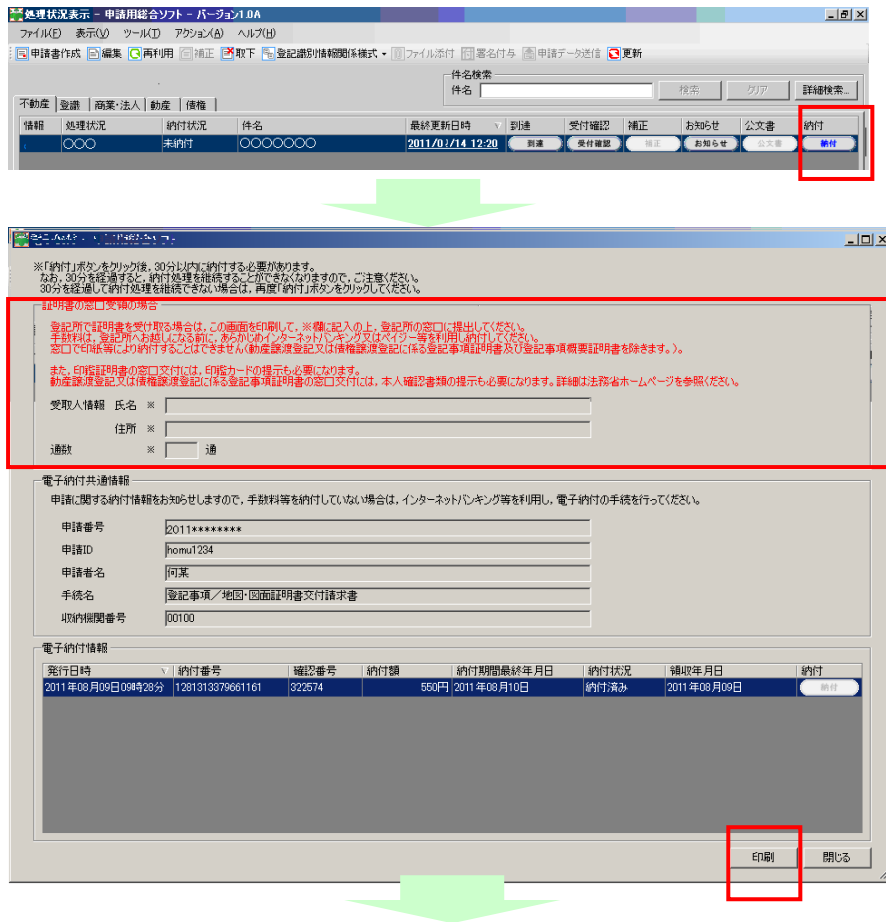 処理状況表示 - 申請用総合ソフト - バージョン1.0A
ファイル(F) 表示(V) ツール(T) アクション(A) ヘルプ(H)
申請書作成 編集 再利用 補正 取下 登記識別情報関係様式 ファイル添付 署名付与 申請データ送信 更新
件名検索
件名 検索 クリア 詳細検索...
不動産 登識 商業・法人 動産 債権
情報 処理状況 納付状況 件名 最終更新日時 到達 受付確認 補正 お知らせ 公文書 納付
○○○ 未納付 ○○○○○○○ 12:20 到達 受付確認 補正 お知らせ 公文書 納付
※「納付」ボタンをクリック後，30分以内に納付する必要があります。
なお，30分を経過すると，納付処理を継続することができなくなりますので，ご注意ください。
30分を経過して納付処理を継続できない場合は，再度「納付」ボタンをクリックしてください。
証明書の窓口受領の場合
登記所で証明書を受け取る場合は，この画面を印刷して，※欄に記入の上，登記所の窓口に提出してください。
手数料は，登記所へお越しになる前に，あらかじめインターネットバンキング又はペイジー等を利用し納付してください。
窓口で印紙等により納付することはできません（動産譲渡登記又は債権譲渡登記に係る登記事項証明書及び登記事項概要証明書を除きます。）。
また，印鑑証明書の窓口交付には，印鑑カードの提示も必要になります。
動産譲渡登記又は債権譲渡登記に係る登記事項証明書の窓口交付には，本人確認書類の提示も必要になります。詳細は法務省ホームページを参照ください。
受取人情報 氏名 ※
住所 ※
通数 ※ 通
電子納付共通情報
申請に関する納付情報をお知らせしますので，手数料等を納付していない場合は，インターネットバンキング等を利用し，電子納付の手続を行ってください。
申請番号 2011********
申請ID homu1234
申請者名 何某
手続名 登記事項／地図・図面証明書交付請求書
収納機関番号 00100
電子納付情報
発行日時 納付番号 確認番号 納付額 納付期間最終年月日 納付状況 領収年月日 納付
2011年08月09日09時28分 1281313379661161 322574 550円 2011年08月10日 納付済み 2011年08月09日 納付
印刷 閉じる